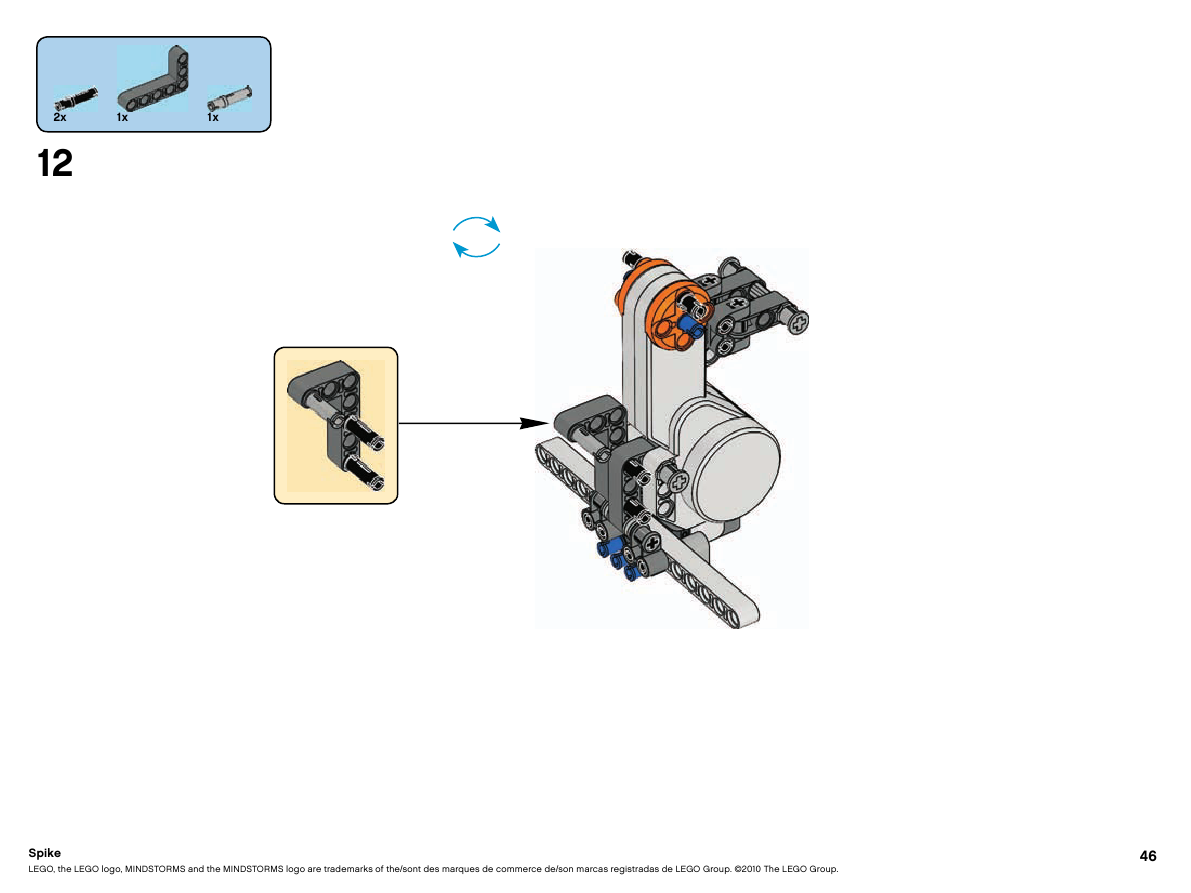 2x 1x 1x
12
Spike
LEGO, the LEGO logo, MINDSTORMS and the MINDSTORMS logo are trademarks of the/sont des marques de commerce de/son marcas registradas de LEGO Group. ©2010 The LEGO Group.
46